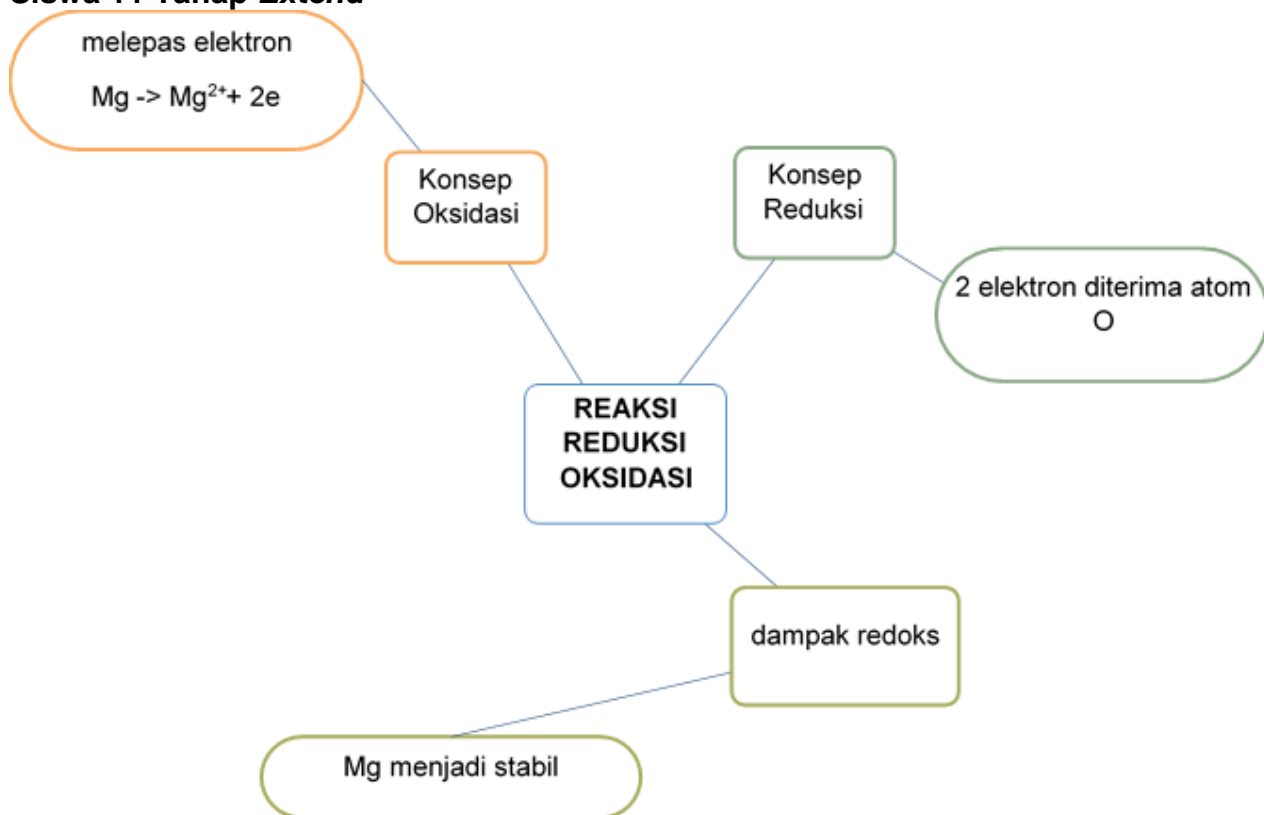 melepas elektron
Mg -> Mg²⁺+ 2e
Konsep
Oksidasi
Konsep
Reduksi
2 elektron diterima atom
O
REAKSI
REDUKSI
OKSIDASI
dampak redoks
Mg menjadi stabil